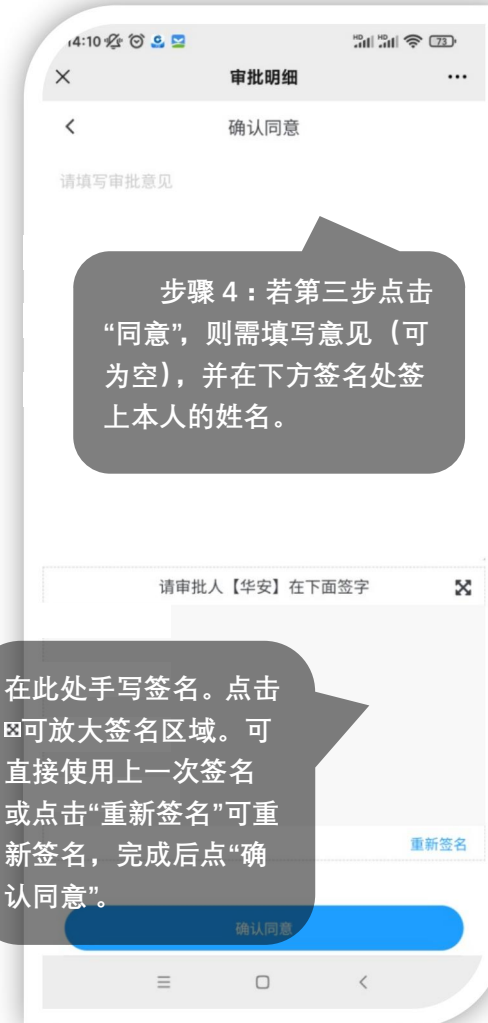 14:10
HD HD 73
审批明细
确认同意
请填写审批意见
步骤 4：若第三步点击
“同意”，则需填写意见（可
为空），并在下方签名处签
上本人的姓名。
请审批人【华安】在下面签字
在此处手写签名。点击
可放大签名区域。可
直接使用上一次签名
或点击“重新签名”可重
新签名，完成后点“确
认同意”。
重新签名
确认同意